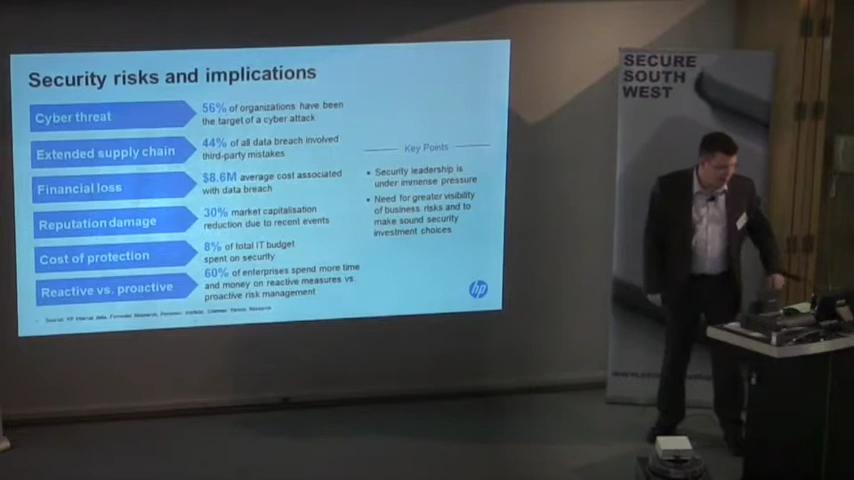 Security risks and implications
Cyber threat
56% of organizations have been
the target of a cyber attack
Extended supply chain
44% of all data breach involved
third-party mistakes
Financial loss
$8.6M average cost associated
with data breach
Reputation damage
30% market capitalisation
reduction due to recent events
Cost of protection
8% of total IT budget
spent on security
Reactive vs. proactive
60% of enterprises spend more time
and money on reactive measures vs.
proactive risk management
Key Points
• Security leadership is
under immense pressure
• Need for greater visibility
of business risks and to
make sound security
investment choices
hp
SECURE
SOUTH
WEST